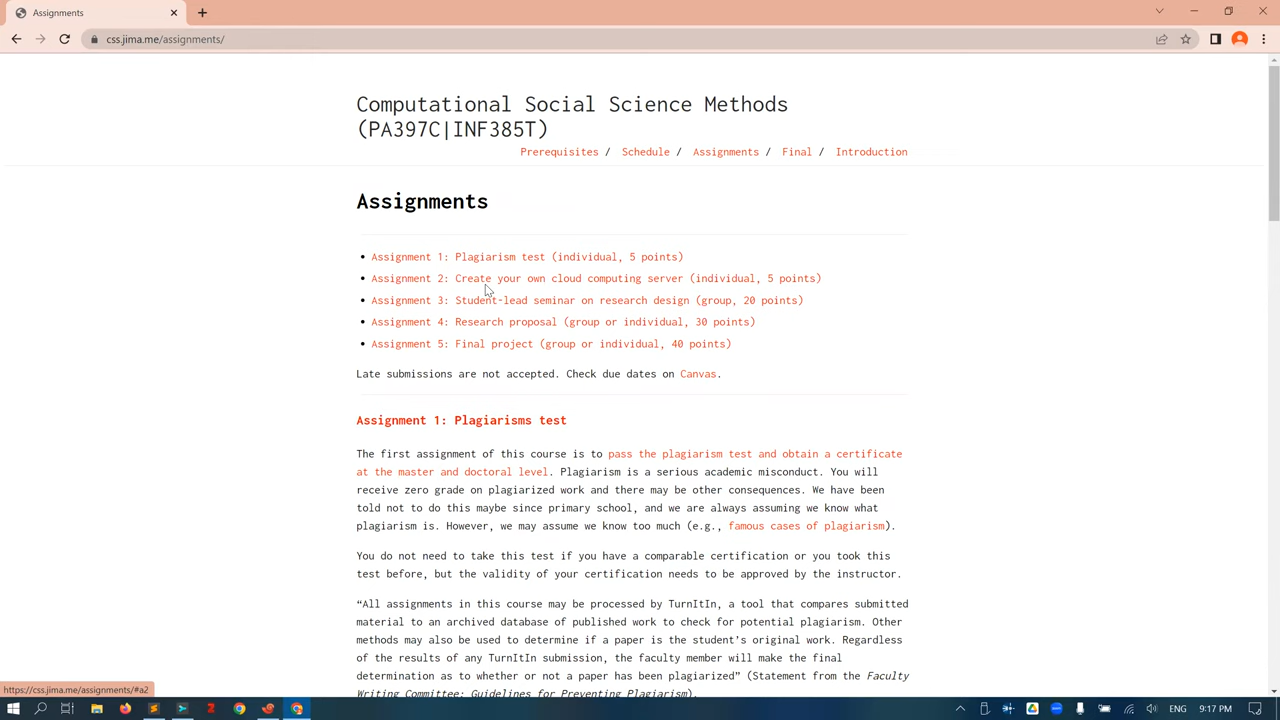 Assignments
css.jima.me/assignments/
Computational Social Science Methods
(PA397C|INF385T)
Prerequisites / Schedule / Assignments / Final / Introduction
Assignments
• Assignment 1: Plagiarism test (individual, 5 points)
• Assignment 2: Create your own cloud computing server (individual, 5 points)
• Assignment 3: Student-lead seminar on research design (group, 20 points)
• Assignment 4: Research proposal (group or individual, 30 points)
• Assignment 5: Final project (group or individual, 40 points)
Late submissions are not accepted. Check due dates on Canvas.
Assignment 1: Plagiarisms test
The first assignment of this course is to pass the plagiarism test and obtain a certificate
at the master and doctoral level. Plagiarism is a serious academic misconduct. You will
receive zero grade on plagiarized work and there may be other consequences. We have been
told not to do this maybe since primary school, and we are always assuming we know what
plagiarism is. However, we may assume we know too much (e.g., famous cases of plagiarism).
You do not need to take this test if you have a comparable certification or you took this
test before, but the validity of your certification needs to be approved by the instructor.
“All assignments in this course may be processed by TurnItIn, a tool that compares submitted
material to an archived database of published work to check for potential plagiarism. Other
methods may also be used to determine if a paper is the student’s original work. Regardless
of the results of any TurnItIn submission, the faculty member will make the final
determination as to whether or not a paper has been plagiarized” (Statement from the Faculty
Writing Committee: Guidelines for Preventing Plagiarism).
https://css.jima.me/assignments/#a2
ENG
9:17 PM